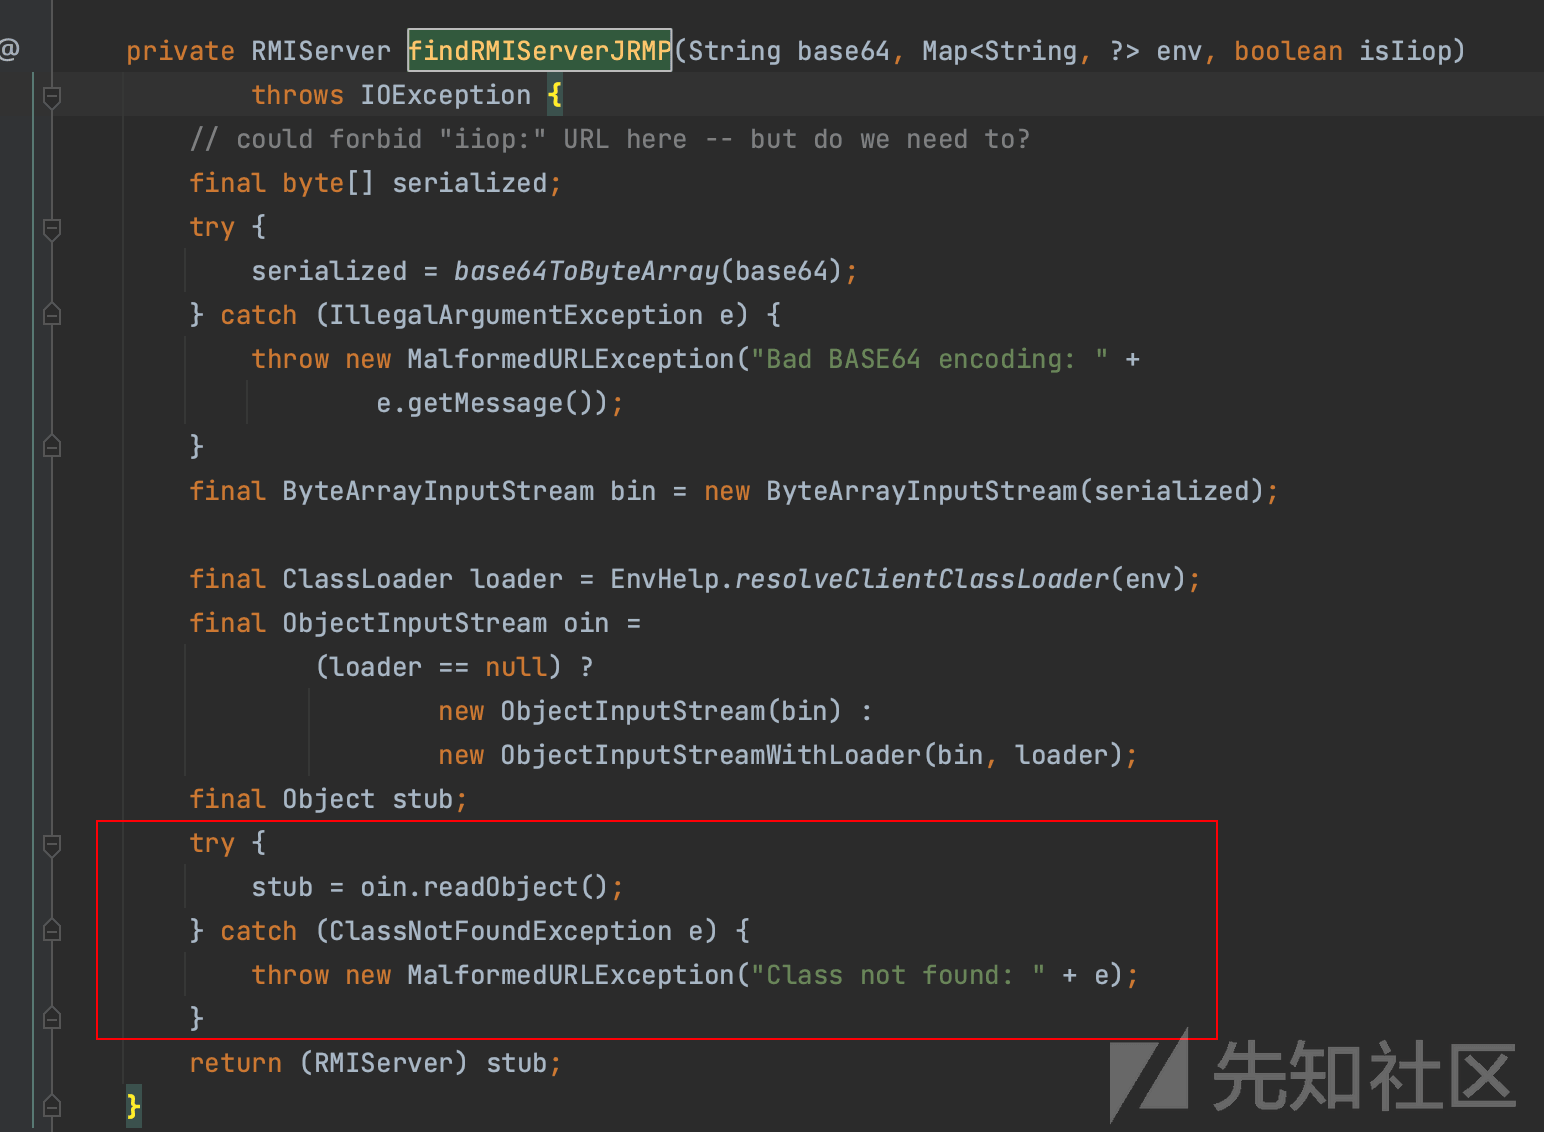 @
private RMIServer findRMIServerJRMP(String base64, Map<String, ?> env, boolean isIiop)
        throws IOException {
    // could forbid "iiop:" URL here -- but do we need to?
    final byte[] serialized;
    try {
        serialized = base64ToByteArray(base64);
    } catch (IllegalArgumentException e) {
        throw new MalformedURLException("Bad BASE64 encoding: " +
                e.getMessage());
    }
    final ByteArrayInputStream bin = new ByteArrayInputStream(serialized);

    final ClassLoader loader = EnvHelp.resolveClientClassLoader(env);
    final ObjectInputStream oin =
            (loader == null) ?
                    new ObjectInputStream(bin) :
                    new ObjectInputStreamWithLoader(bin, loader);
    final Object stub;
    try {
        stub = oin.readObject();
    } catch (ClassNotFoundException e) {
        throw new MalformedURLException("Class not found: " + e);
    }
    return (RMIServer) stub;
}
先知社区